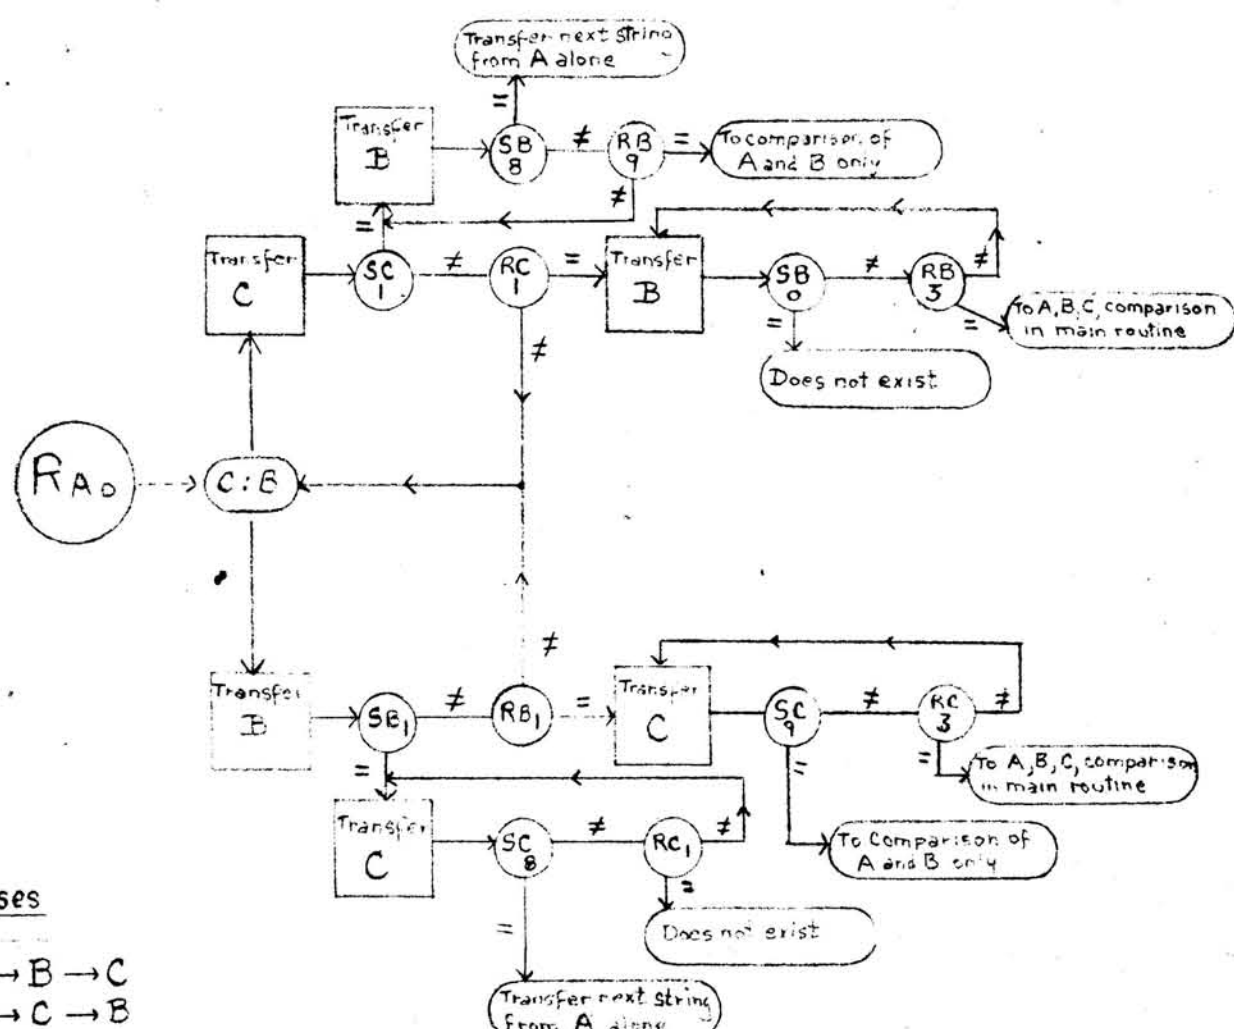 Transfer next string
from A alone
Transfer
B
=
SB
8
≠
RB
9
=
To comparison of
A and B only
≠
=
Transfer
C
SC
1
≠
RC
1
=
Transfer
B
SB
0
≠
RB
3
≠
=
To A, B, C, comparison
in main routine
=
Does not exist
≠
RA0
C:B
≠
Transfer
B
SB1
≠
RB1
=
Transfer
C
SC
9
≠
RC
3
≠
=
To A, B, C, comparison
in main routine
=
=
Transfer
C
SC
8
≠
RC1
≠
To Comparison of
A and B only
=
Does not exist
=
Transfer next string
from A alone
ses
→ B → C
→ C → B